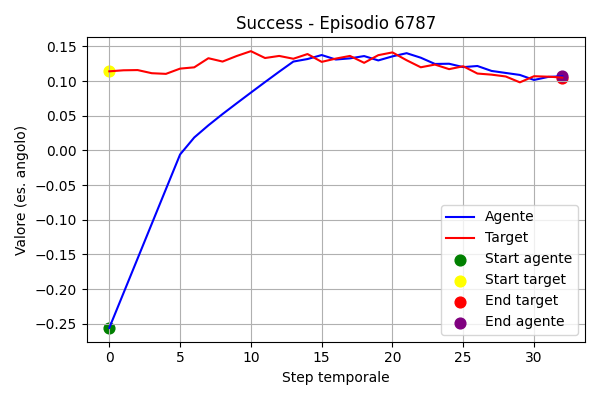 Success - Episodio 6787
Valore (es. angolo)
0.15
0.10
0.05
0.00
−0.05
−0.10
−0.15
−0.20
−0.25
0
5
10
15
20
25
30
Step temporale
Agente
Target
Start agente
Start target
End target
End agente